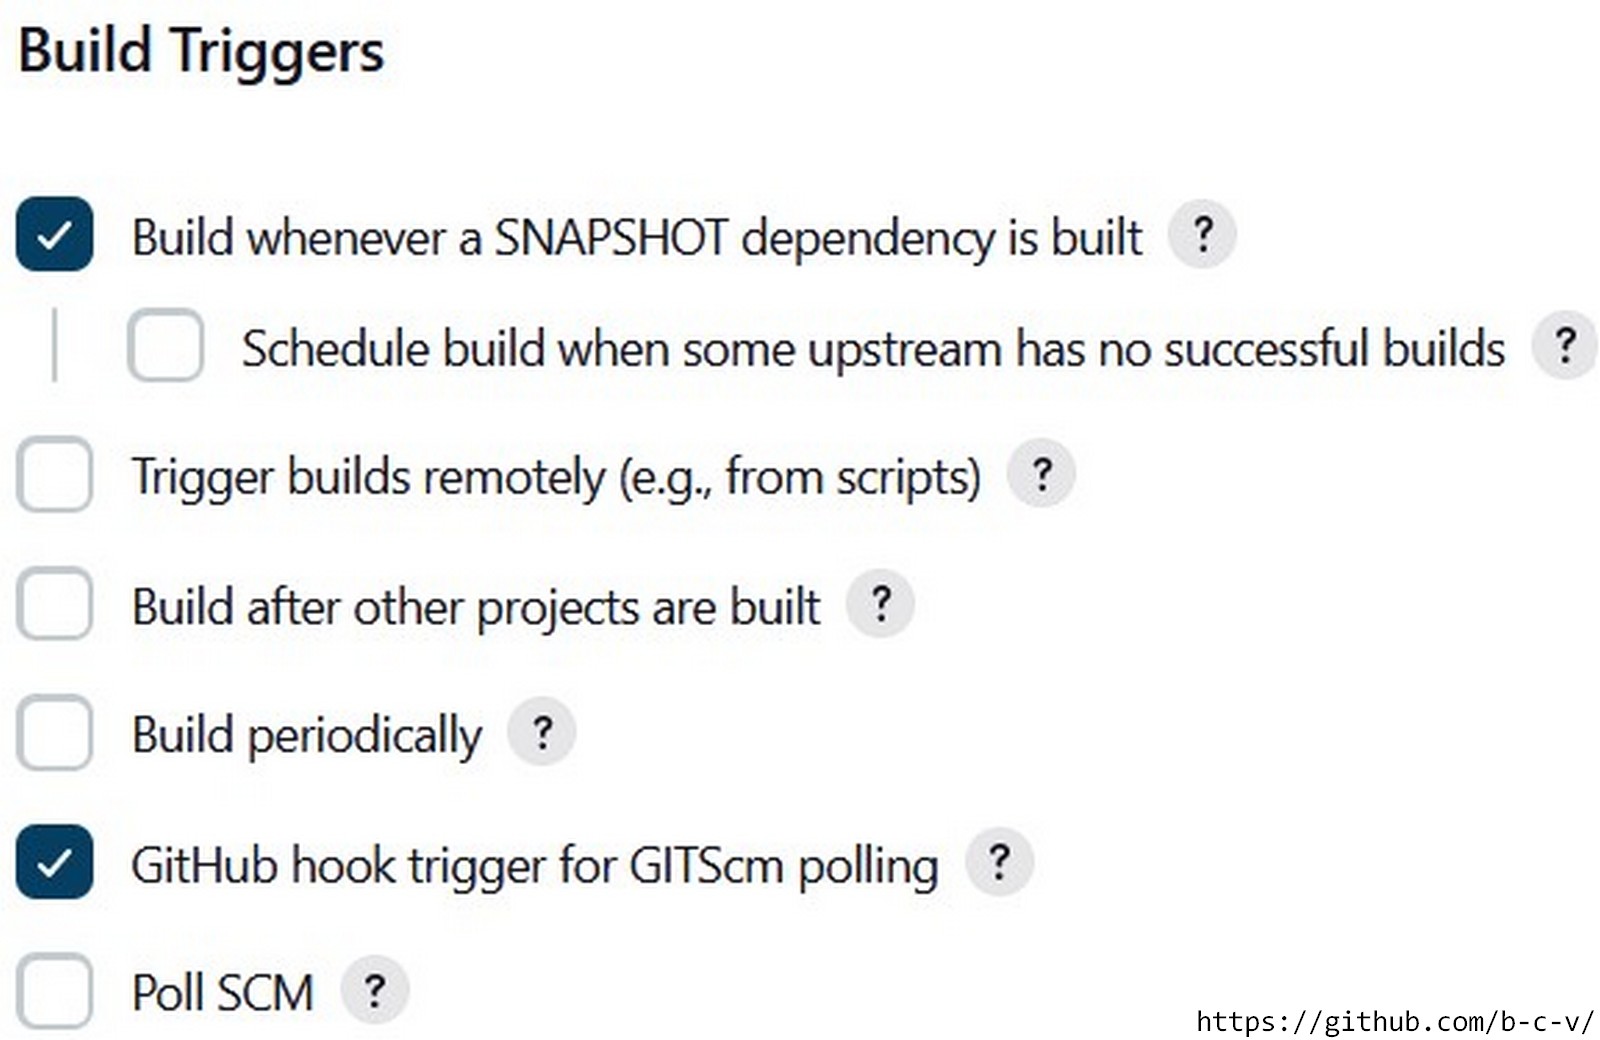 Build Triggers
Build whenever a SNAPSHOT dependency is built ?
Schedule build when some upstream has no successful builds ?
Trigger builds remotely (e.g., from scripts) ?
Build after other projects are built ?
Build periodically ?
GitHub hook trigger for GITScm polling ?
Poll SCM ?
https://github.com/b-c-v/